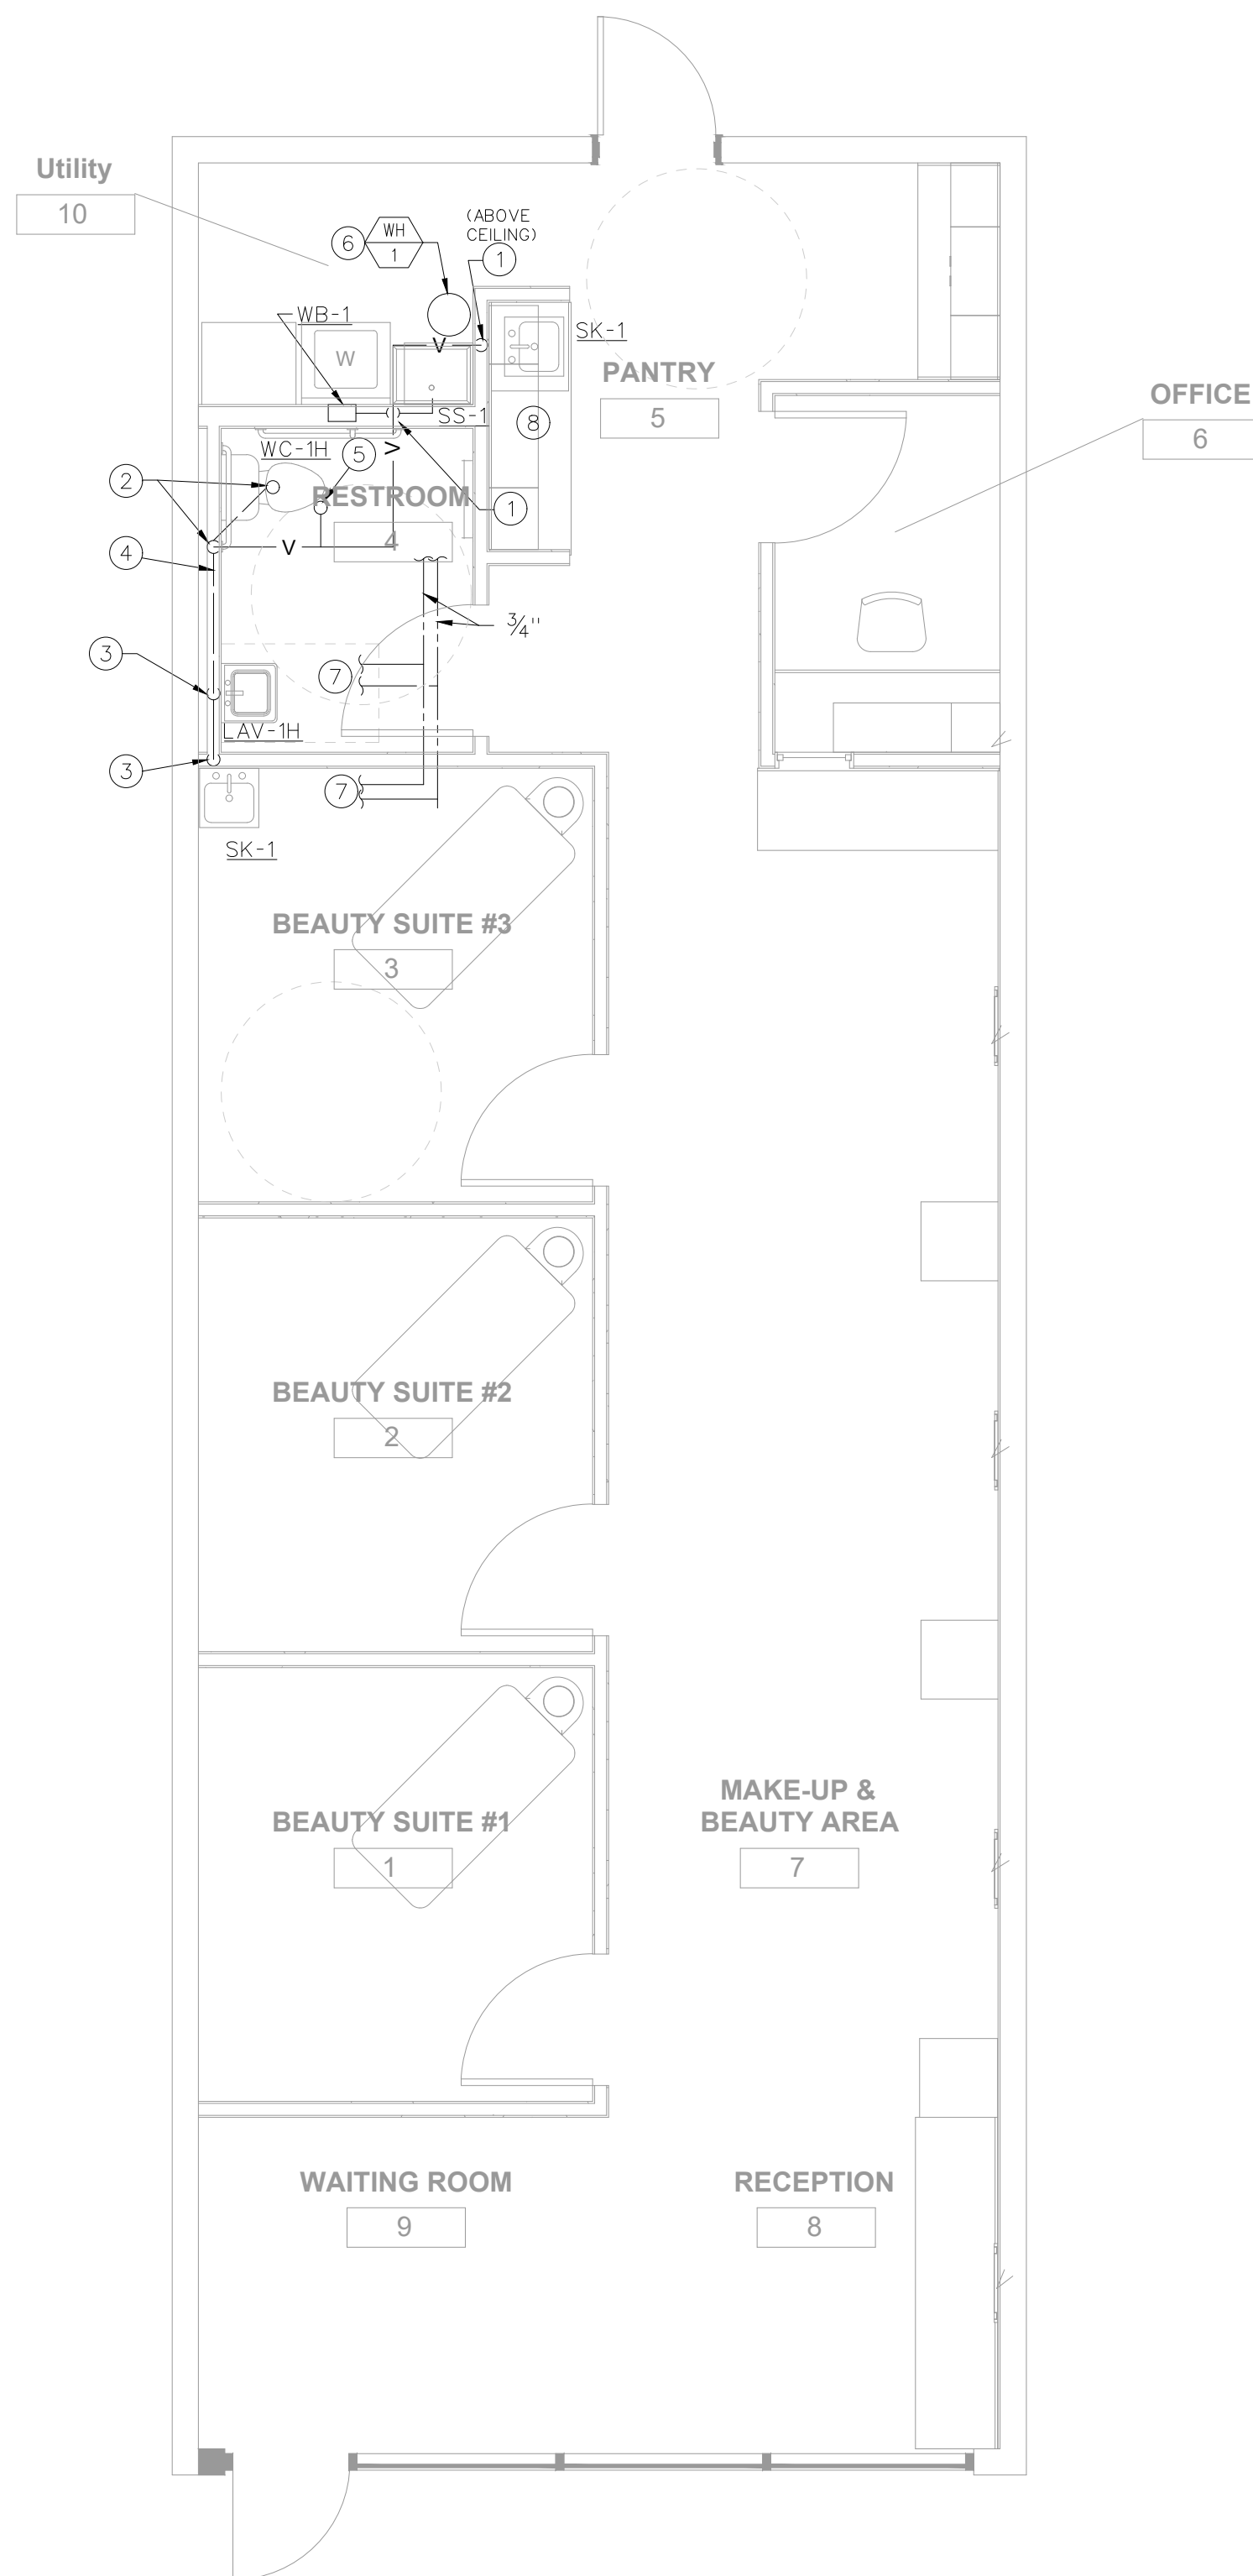 Utility
10
6
WH
1
(ABOVE
CEILING)
1
WB-1
SK-1
W
PANTRY
5
OFFICE
6
V
SS-1
8
WC-1H
5
V
2
RESTROOM
4
1
4
V
3/4"
3
7
LAV-1H
3
7
SK-1
BEAUTY SUITE #3
3
BEAUTY SUITE #2
2
BEAUTY SUITE #1
1
MAKE-UP &
BEAUTY AREA
7
WAITING ROOM
9
RECEPTION
8